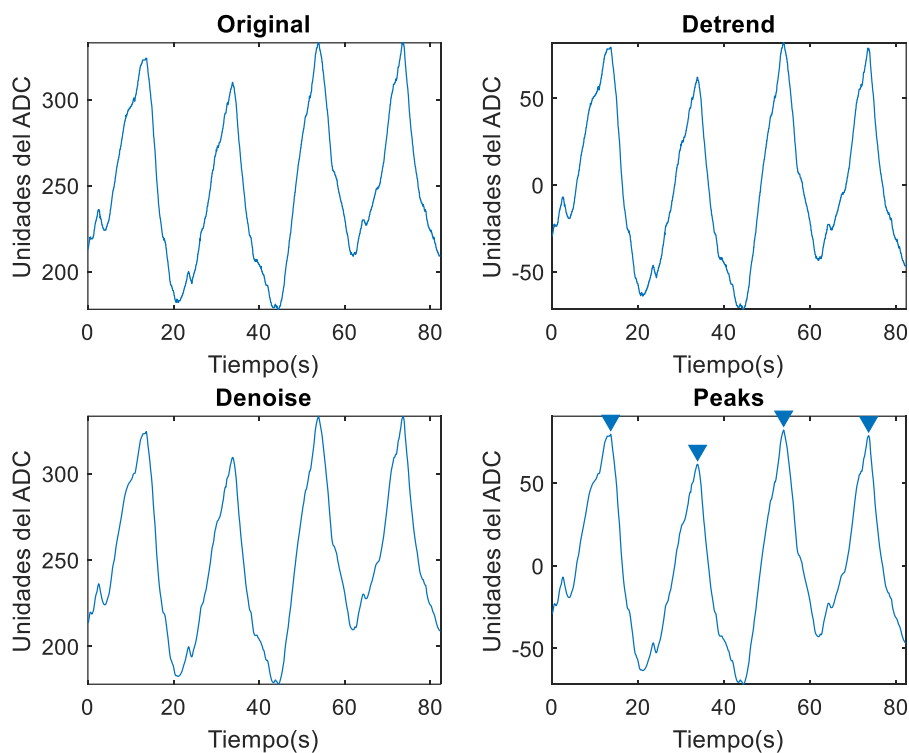 Original
Unidades del ADC
300
250
200
0 20 40 60 80
Tiempo(s)
Detrend
Unidades del ADC
50
0
-50
0 20 40 60 80
Tiempo(s)
Denoise
Unidades del ADC
300
250
200
0 20 40 60 80
Tiempo(s)
Peaks
Unidades del ADC
50
0
-50
0 20 40 60 80
Tiempo(s)